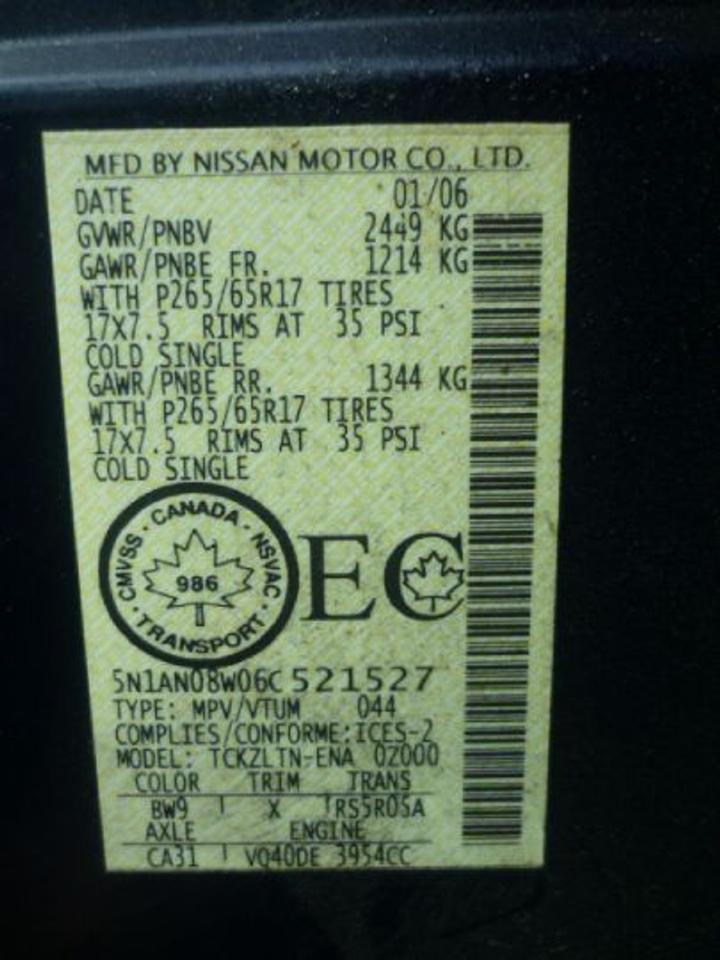 MFD BY NISSAN MOTOR CO., LTD.
DATE 01/06
GVWR/PNBV 2449 KG
GAWR/PNBE FR. 1214 KG
WITH P265/65R17 TIRES
17X7.5 RIMS AT 35 PSI
COLD SINGLE
GAWR/PNBE RR. 1344 KG
WITH P265/65R17 TIRES
17X7.5 RIMS AT 35 PSI
COLD SINGLE
CMVSS · CANADA · NSVAC · TRANSPORT ·
986
EC
5N1AN08W06C521527
TYPE: MPV/VTUM 044
COMPLIES/CONFORME:ICES-2
MODEL: TCKZLTN-ENA 0Z000
COLOR TRIM TRANS
BW9 X RS5R05A
AXLE ENGINE
CA31 VQ40DE 3954CC